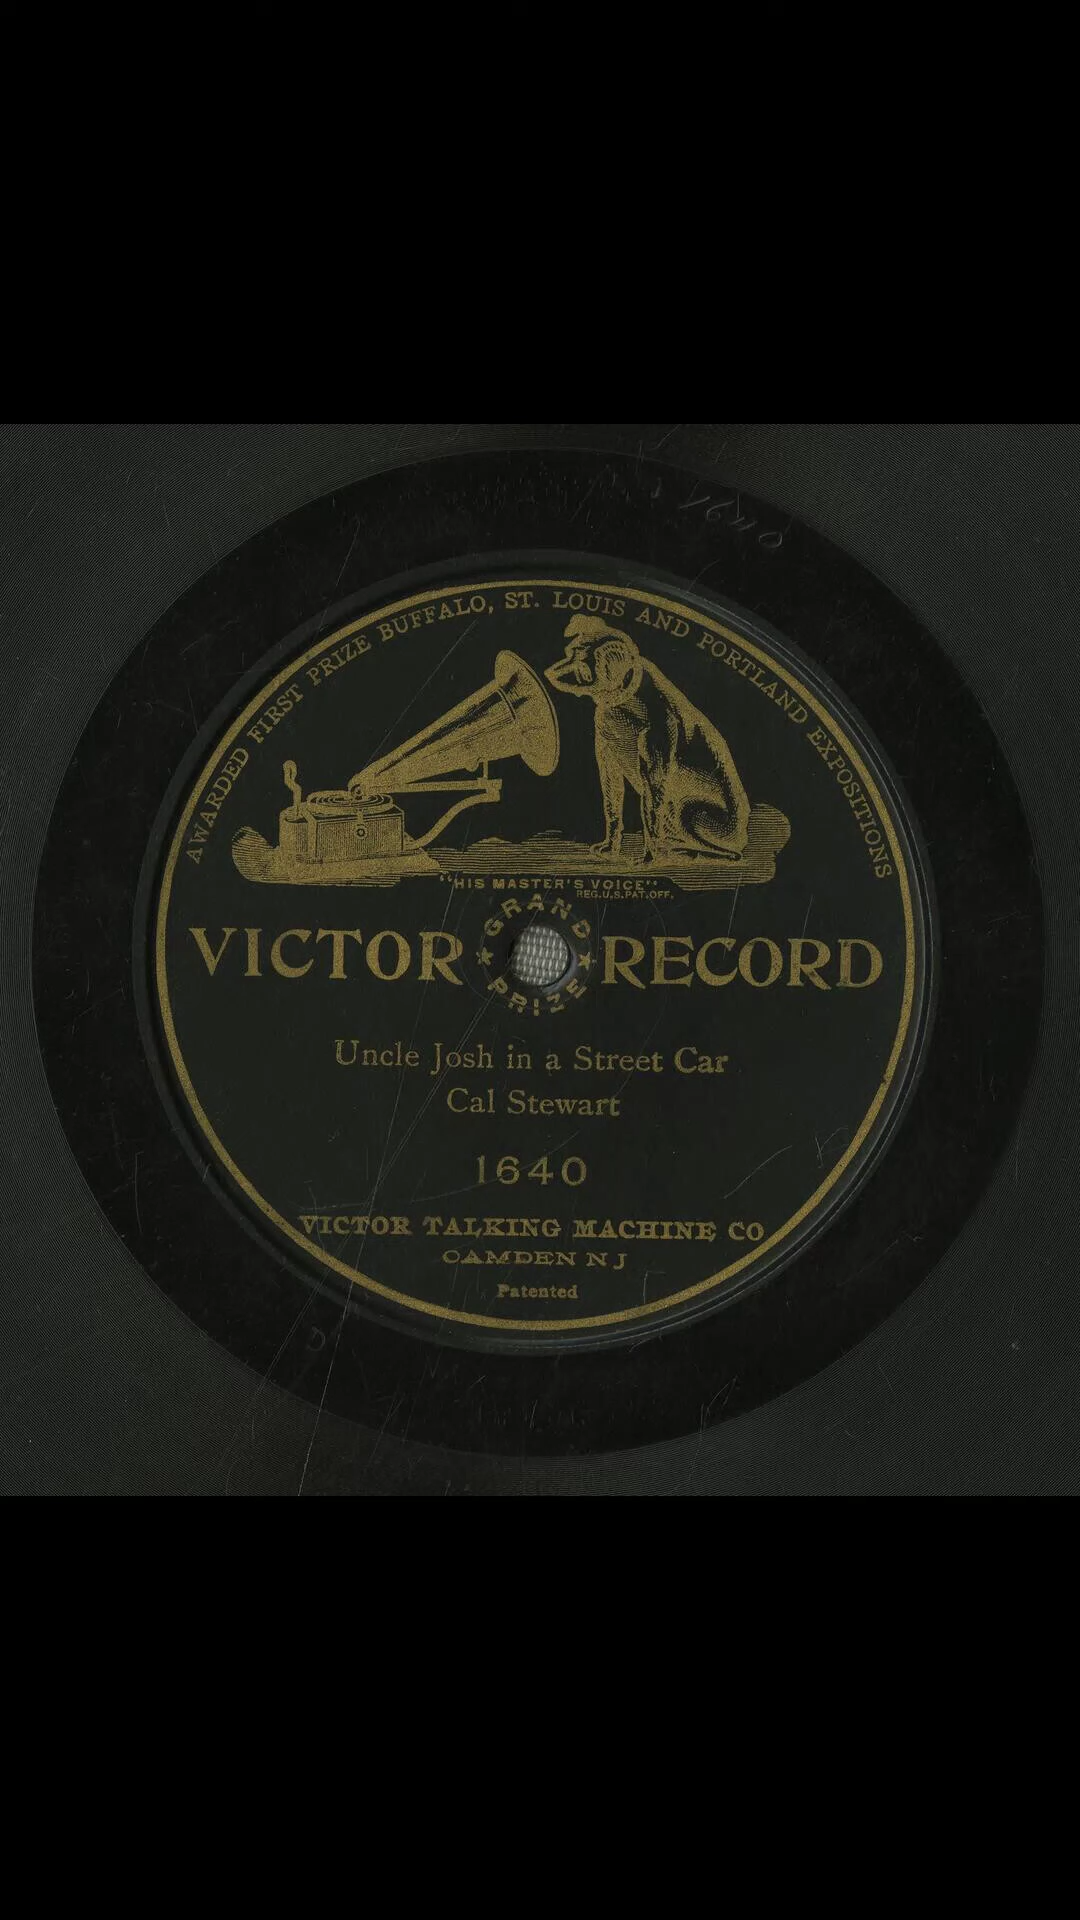 1640
AWARDED FIRST PRIZE BUFFALO, ST. LOUIS AND PORTLAND EXPOSITIONS
"HIS MASTER'S VOICE"
REG.U.S.PAT.OFF.
GRAND
VICTOR RECORD
PRIZE
Uncle Josh in a Street Car
Cal Stewart
1640
VICTOR TALKING MACHINE CO
CAMDEN N J
Patented